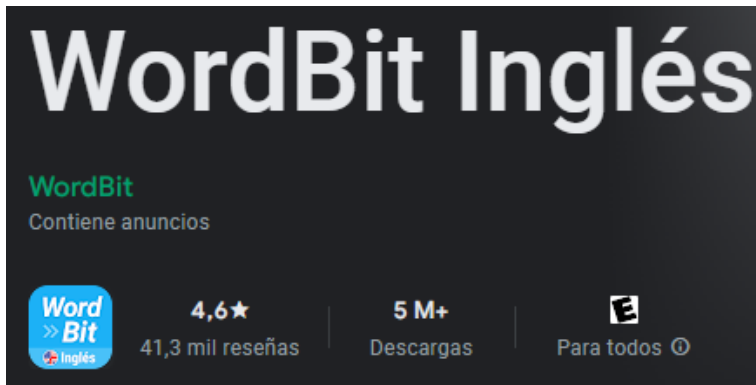 WordBit Inglés
WordBit
Contiene anuncios
Word
» Bit
Inglés
4,6★
41,3 mil reseñas
5 M+
Descargas
E
Para todos